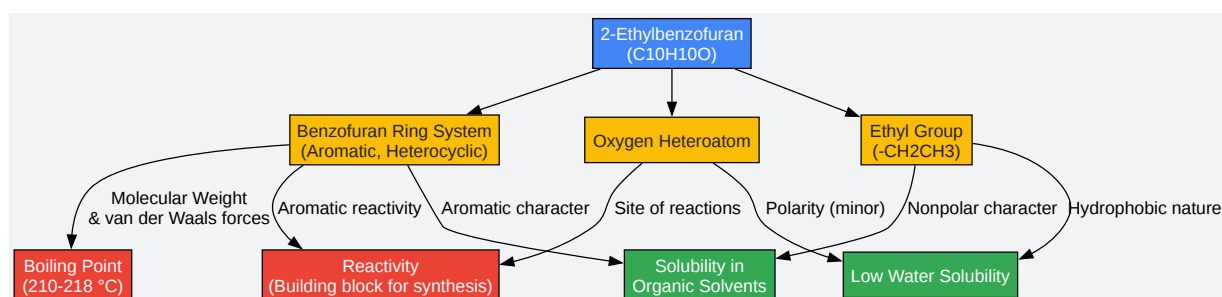 2-Ethylbenzofuran
(C10H10O)
Benzofuran Ring System
(Aromatic, Heterocyclic)
Oxygen Heteroatom
Ethyl Group
(-CH2CH3)
Molecular Weight
& van der Waals forces
Aromatic reactivity
Aromatic character
Site of reactions
Polarity (minor)
Nonpolar character
Hydrophobic nature
Boiling Point
(210-218 °C)
Reactivity
(Building block for synthesis)
Solubility in
Organic Solvents
Low Water Solubility